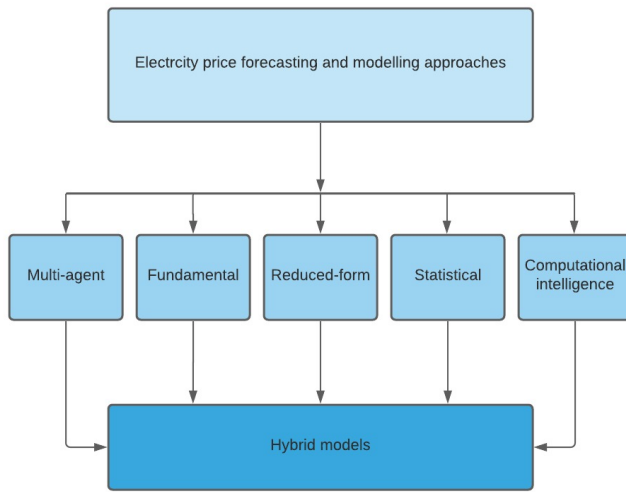 Electrcity price forecasting and modelling approaches
Multi-agent
Fundamental
Reduced-form
Statistical
Computational
intelligence
Hybrid models